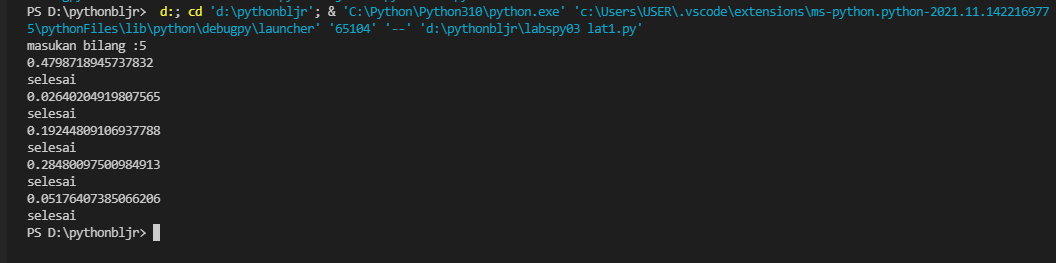 PS D:\pythonbljr>  d:; cd 'd:\pythonbljr'; & 'C:\Python\Python310\python.exe' 'c:\Users\USER\.vscode\extensions\ms-python.python-2021.11.142216977
5\pythonFiles\lib\python\debugpy\launcher' '65104' '--' 'd:\pythonbljr\labspy03 lat1.py'
masukan bilang :5
0.4798718945737832
selesai
0.02640204919807565
selesai
0.19244809106937788
selesai
0.28480097500984913
selesai
0.05176407385066206
selesai
PS D:\pythonbljr>